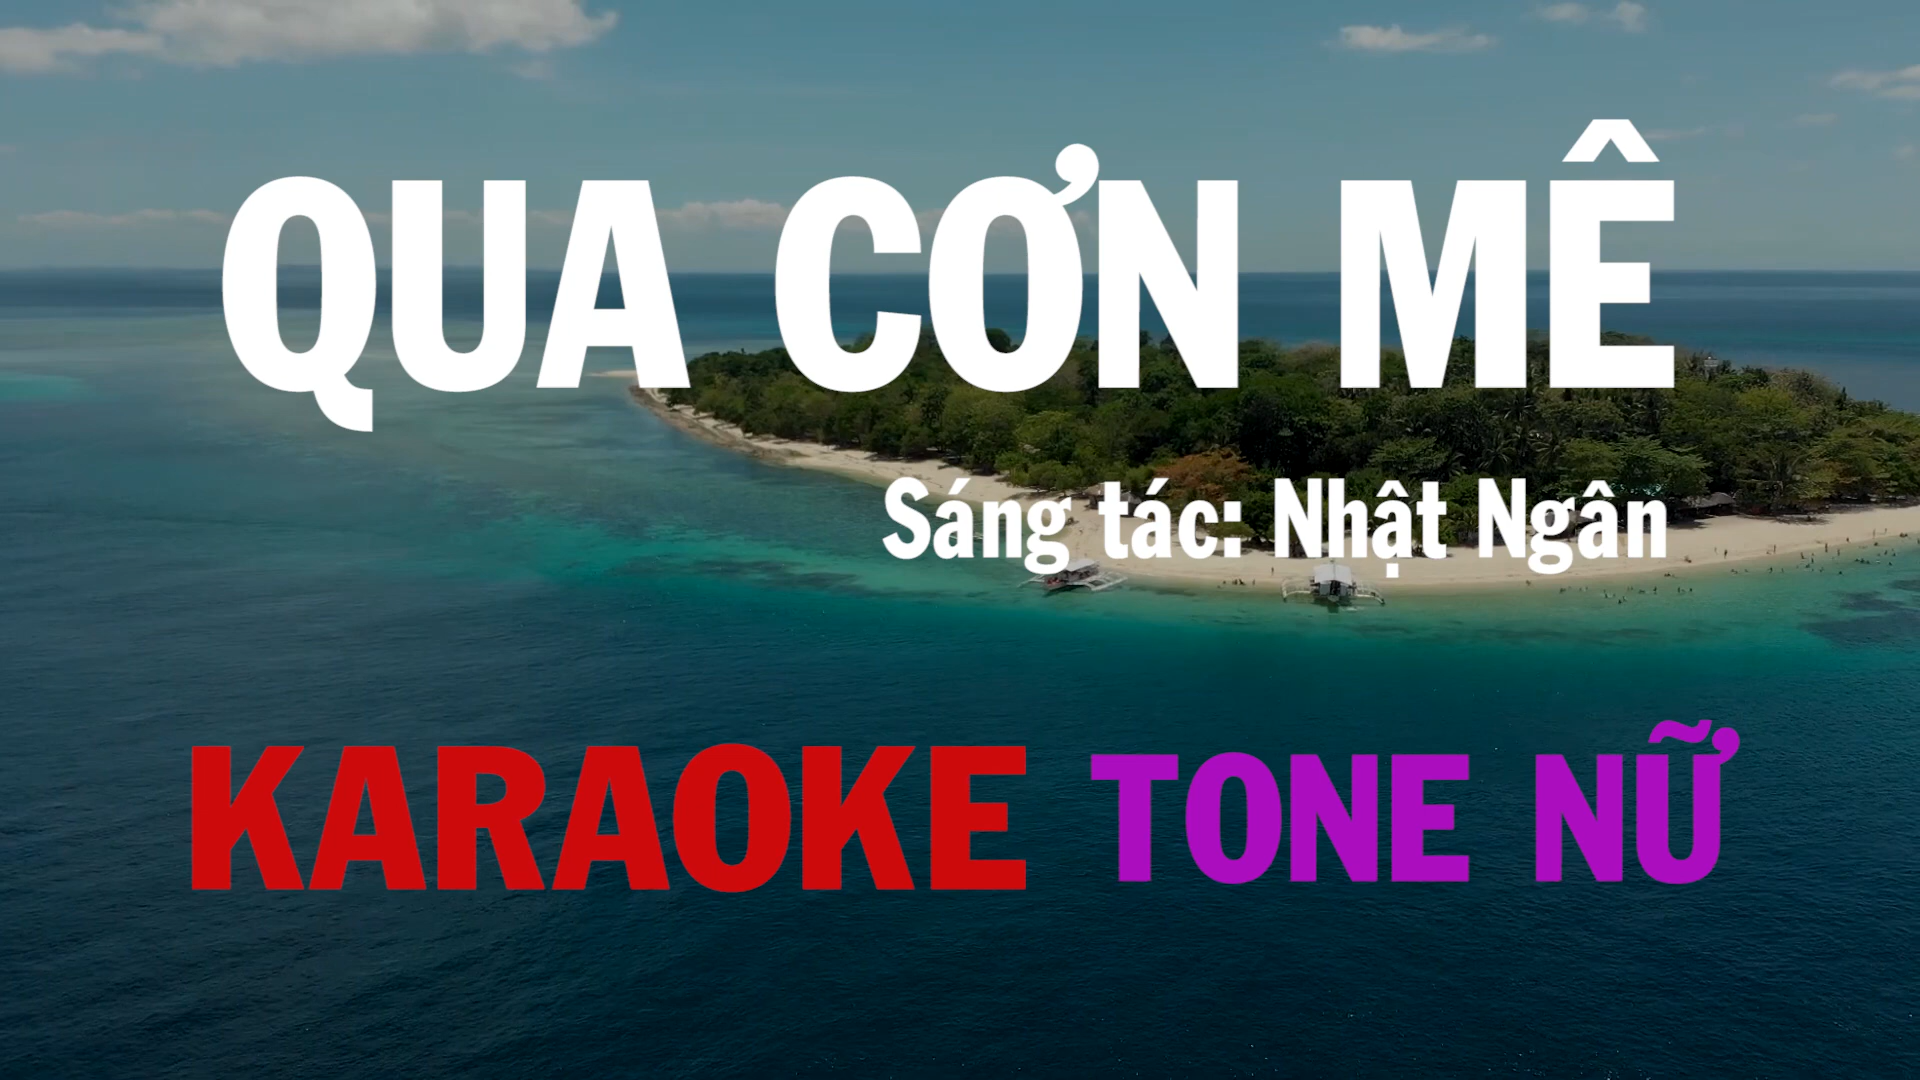 QUA CƠN MÊ
Sáng tác: Nhật Ngân
KARAOKE TONE NỮ